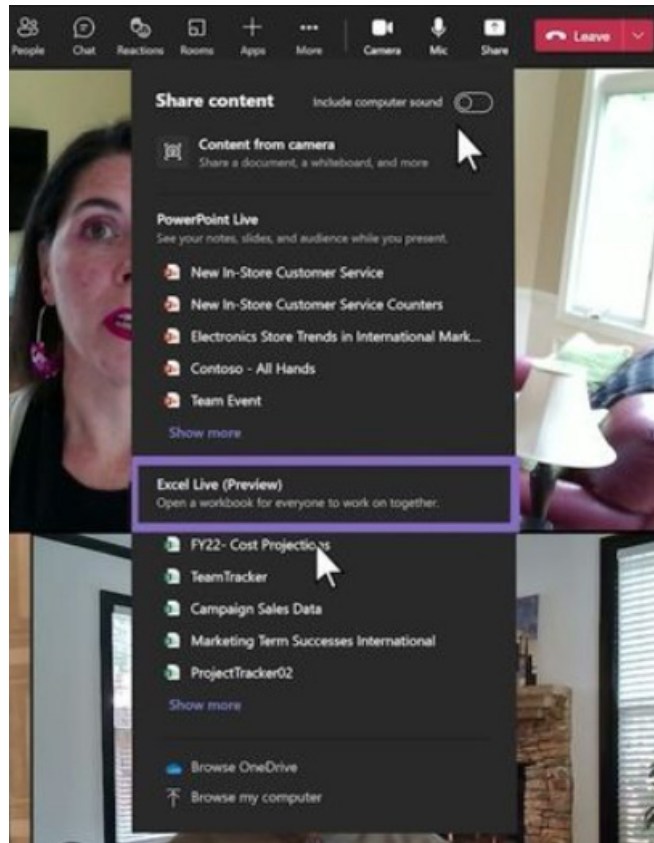 People Chat Reactions Rooms Apps More Camera Mic Share Leave
Share content Include computer sound
Content from camera
Share a document, a whiteboard, and more
PowerPoint Live
See your notes, slides, and audience while you present.
New In-Store Customer Service
New In-Store Customer Service Counters
Electronics Store Trends in International Mark...
Contoso - All Hands
Team Event
Show more
Excel Live (Preview)
Open a workbook for everyone to work on together.
FY22- Cost Projections
TeamTracker
Campaign Sales Data
Marketing Term Successes International
ProjectTracker02
Show more
Browse OneDrive
Browse my computer